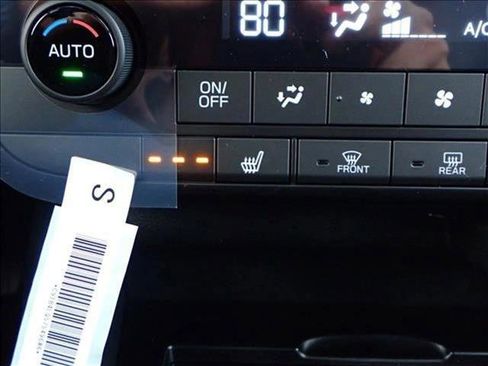 80
A/C
AUTO
ON/
OFF
FRONT
REAR
S